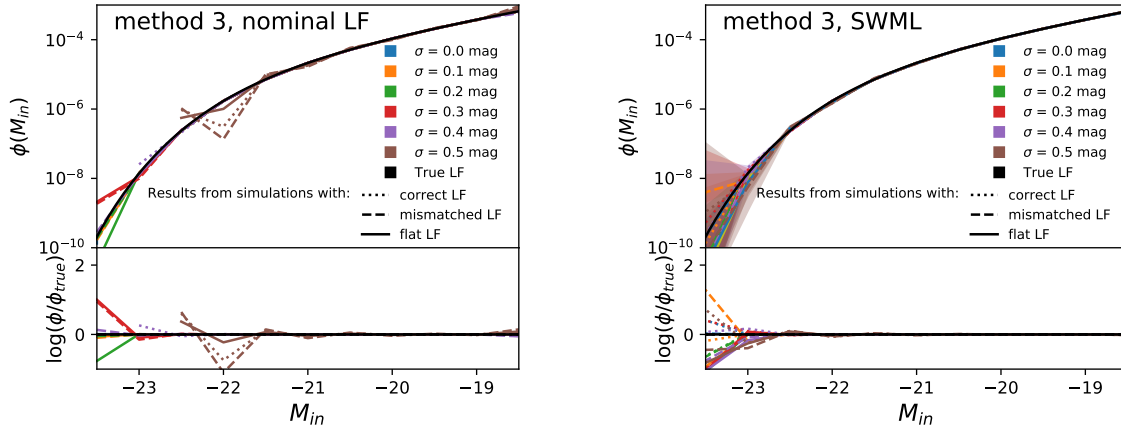 method 3, nominal LF
10⁻⁴
σ = 0.0 mag
σ = 0.1 mag
σ = 0.2 mag
10⁻⁶
σ = 0.3 mag
σ = 0.4 mag
σ = 0.5 mag
True LF
10⁻⁸
Results from simulations with:
correct LF
mismatched LF
flat LF
10⁻¹⁰
ϕ(M_in)
2
0
log(ϕ/ϕ_true)
−23
−22
−21
−20
−19
M_in
method 3, SWML
10⁻⁴
σ = 0.0 mag
σ = 0.1 mag
σ = 0.2 mag
10⁻⁶
σ = 0.3 mag
σ = 0.4 mag
σ = 0.5 mag
True LF
10⁻⁸
Results from simulations with:
correct LF
mismatched LF
flat LF
10⁻¹⁰
ϕ(M_in)
2
0
log(ϕ/ϕ_true)
−23
−22
−21
−20
−19
M_in